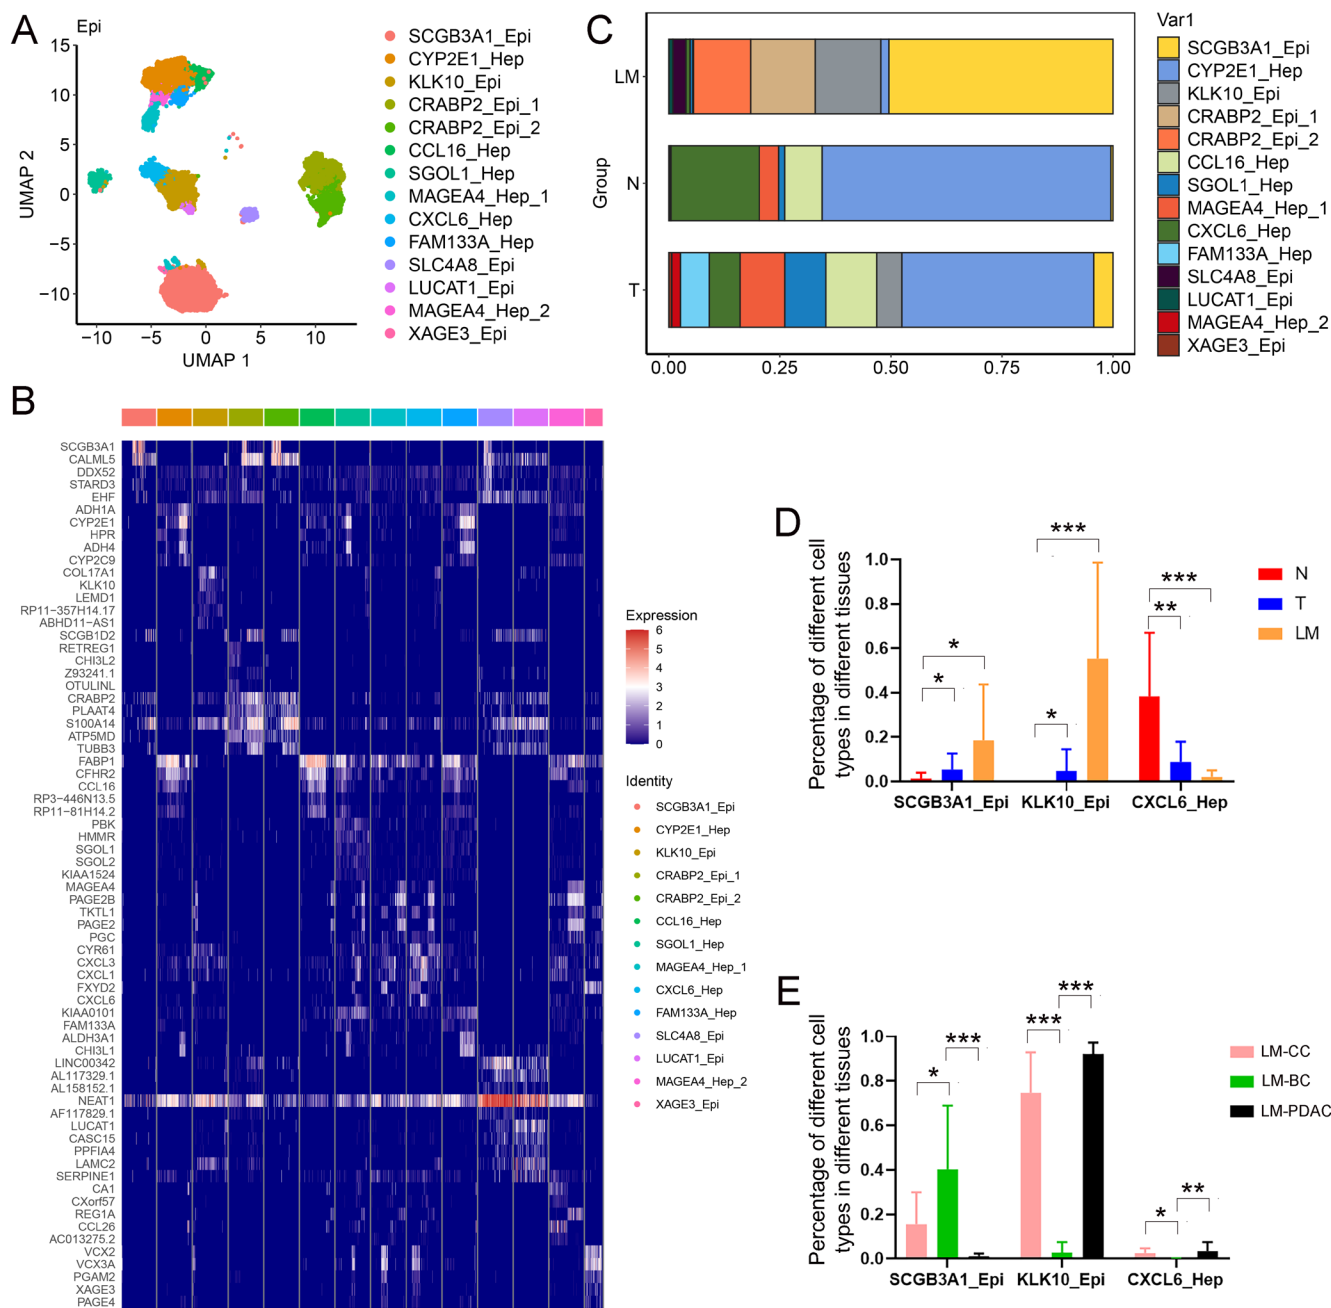 A
Epi
15
10
5
0
−5
−10
UMAP 2
−10
−5
0
5
10
UMAP 1
SCGB3A1_Epi
CYP2E1_Hep
KLK10_Epi
CRABP2_Epi_1
CRABP2_Epi_2
CCL16_Hep
SGOL1_Hep
MAGEA4_Hep_1
CXCL6_Hep
FAM133A_Hep
SLC4A8_Epi
LUCAT1_Epi
MAGEA4_Hep_2
XAGE3_Epi
C
LM
N
T
Group
0.00
0.25
0.50
0.75
1.00
Var1
SCGB3A1_Epi
CYP2E1_Hep
KLK10_Epi
CRABP2_Epi_1
CRABP2_Epi_2
CCL16_Hep
SGOL1_Hep
MAGEA4_Hep_1
CXCL6_Hep
FAM133A_Hep
SLC4A8_Epi
LUCAT1_Epi
MAGEA4_Hep_2
XAGE3_Epi
B
SCGB3A1
CALML5
DDX52
STARD3
EHF
ADH1A
CYP2E1
HPR
ADH4
CYP2C9
COL17A1
KLK10
LEMD1
RP11−357H14.17
ABHD11−AS1
SCGB1D2
RETREG1
CHI3L2
Z93241.1
OTULINL
CRABP2
PLAAT4
S100A14
ATP5MD
TUBB3
FABP1
CFHR2
CCL16
RP3−446N13.5
RP11−81H14.2
PBK
HMMR
SGOL1
SGOL2
KIAA1524
MAGEA4
PAGE2B
TKTL1
PAGE2
PGC
CYR61
CXCL3
CXCL1
FXYD2
CXCL6
KIAA0101
FAM133A
ALDH3A1
CHI3L1
LINC00342
AL117329.1
AL158152.1
NEAT1
AF117829.1
LUCAT1
CASC15
PPFIA4
LAMC2
SERPINE1
CA1
CXorf57
REG1A
CCL26
AC013275.2
VCX2
VCX3A
PGAM2
XAGE3
PAGE4
Expression
6
5
4
3
2
1
0
Identity
SCGB3A1_Epi
CYP2E1_Hep
KLK10_Epi
CRABP2_Epi_1
CRABP2_Epi_2
CCL16_Hep
SGOL1_Hep
MAGEA4_Hep_1
CXCL6_Hep
FAM133A_Hep
SLC4A8_Epi
LUCAT1_Epi
MAGEA4_Hep_2
XAGE3_Epi
D
Percentage of different cell
types in different tissues
1.0
0.8
0.6
0.4
0.2
0.0
*
*
*
***
**
***
SCGB3A1_Epi
KLK10_Epi
CXCL6_Hep
N
T
LM
E
Percentage of different cell
types in different tissues
1.0
0.8
0.6
0.4
0.2
0.0
*
***
***
***
*
**
SCGB3A1_Epi
KLK10_Epi
CXCL6_Hep
LM-CC
LM-BC
LM-PDAC